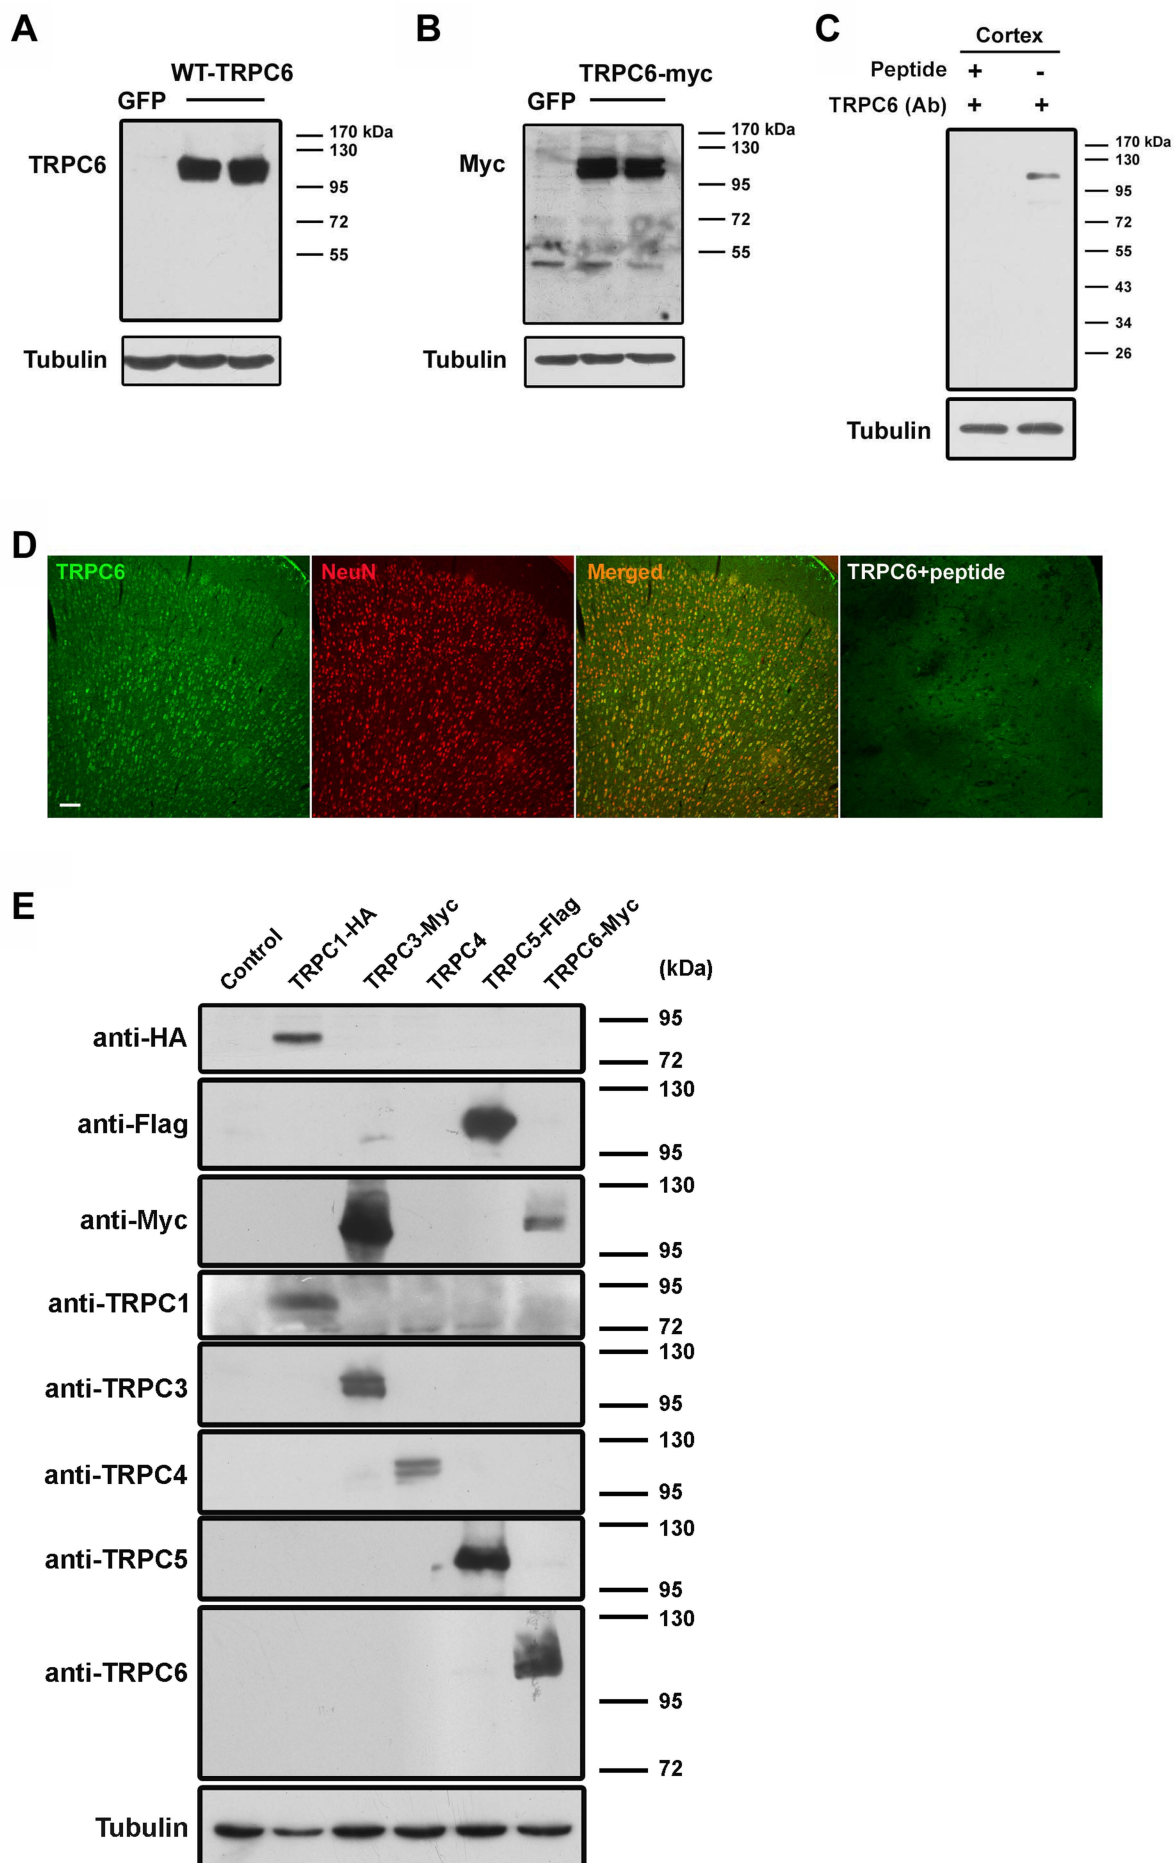 A
WT-TRPC6
GFP
TRPC6
170 kDa
130
95
72
55
Tubulin
B
TRPC6-myc
GFP
Myc
170 kDa
130
95
72
55
Tubulin
C
Cortex
Peptide + -
TRPC6 (Ab) + +
170 kDa
130
95
72
55
43
34
26
Tubulin
D
TRPC6
NeuN
Merged
TRPC6+peptide
E
Control
TRPC1-HA
TRPC3-Myc
TRPC4
TRPC5-Flag
TRPC6-Myc
(kDa)
anti-HA
95
72
anti-Flag
130
95
anti-Myc
130
95
anti-TRPC1
95
72
anti-TRPC3
130
95
anti-TRPC4
130
95
anti-TRPC5
130
95
anti-TRPC6
130
95
72
Tubulin